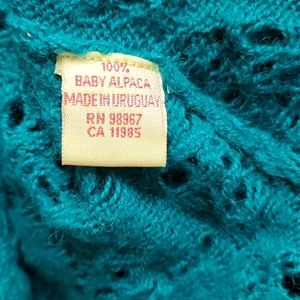 100%
BABY ALPACA
MADE IN URUGUAY
RN 98967
CA 11985